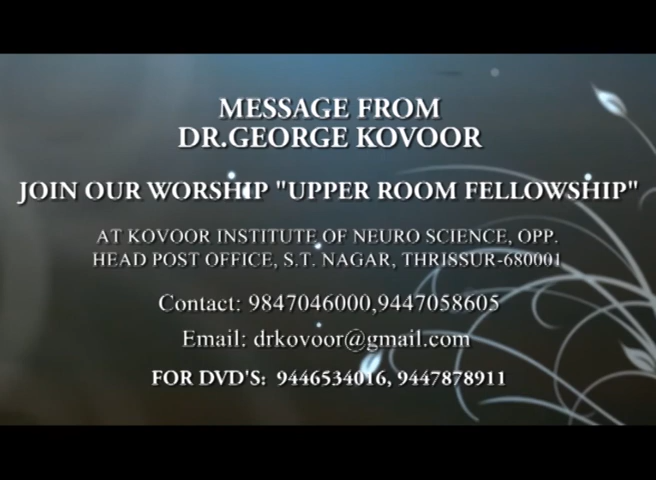 MESSAGE FROM
DR.GEORGE KOVOOR
JOIN OUR WORSHIP "UPPER ROOM FELLOWSHIP"
AT KOVOOR INSTITUTE OF NEURO SCIENCE, OPP.
HEAD POST OFFICE, S.T. NAGAR, THRISSUR-680001
Contact: 9847046000,9447058605
Email: drkovoor@gmail.com
FOR DVD'S: 9446534016, 9447878911